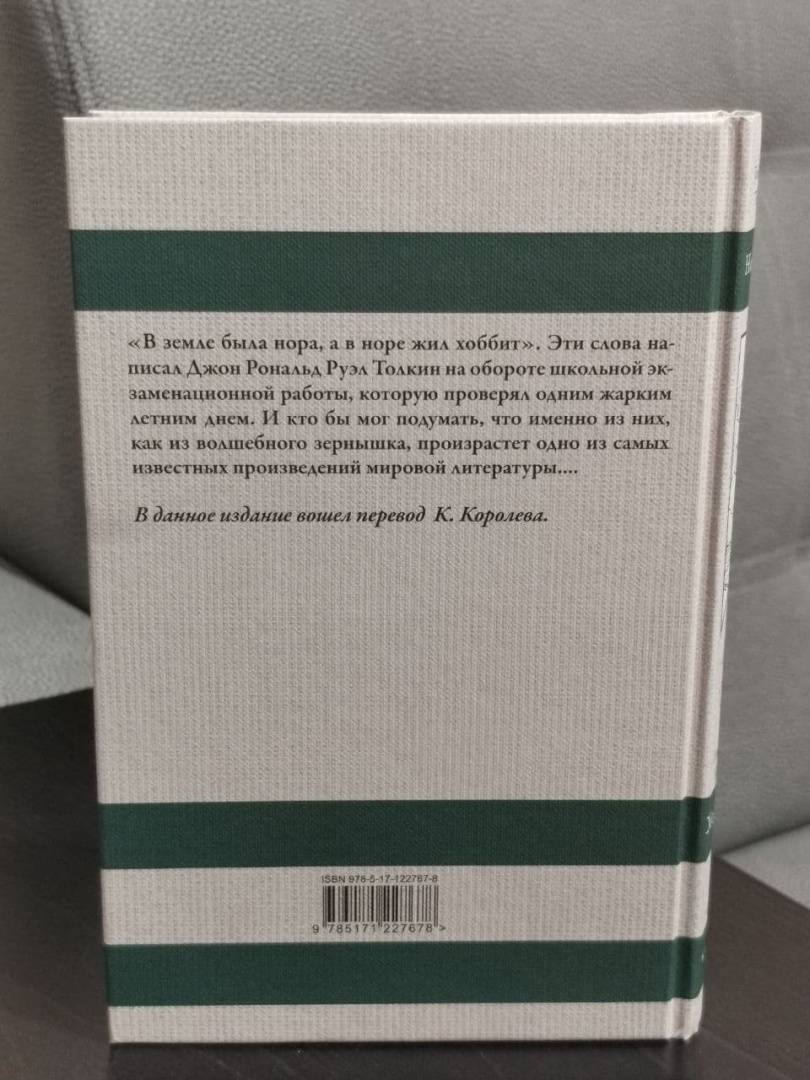 «В земле была нора, а в норе жил хоббит». Эти слова на-
писал Джон Рональд Руэл Толкин на обороте школьной эк-
заменационной работы, которую проверял одним жарким
летним днем. И кто бы мог подумать, что именно из них,
как из волшебного зернышка, произрастет одно из самых
известных произведений мировой литературы....
В данное издание вошел перевод К. Королева.
ISBN 978-5-17-122767-8
9 785171 227678 >